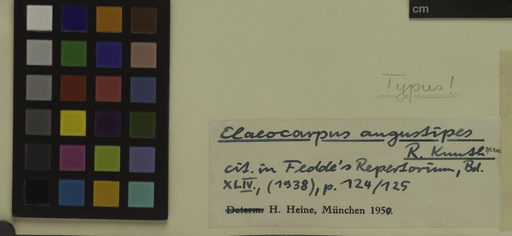 cm
Typus!
Elaeocarpus angustipes
R. Knuth
cit. in Fedde's Repertorium, Bd.
XLIV., (1938), p. 124/125
Determ. H. Heine, München 1950.